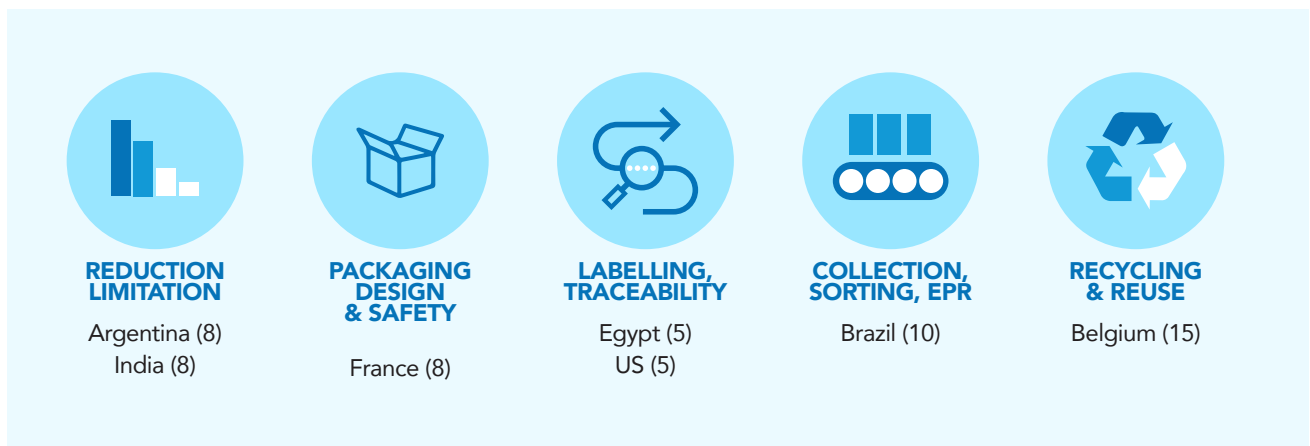 REDUCTION
LIMITATION
Argentina (8)
India (8)
PACKAGING
DESIGN
& SAFETY
France (8)
LABELLING,
TRACEABILITY
Egypt (5)
US (5)
COLLECTION,
SORTING, EPR
Brazil (10)
RECYCLING
& REUSE
Belgium (15)